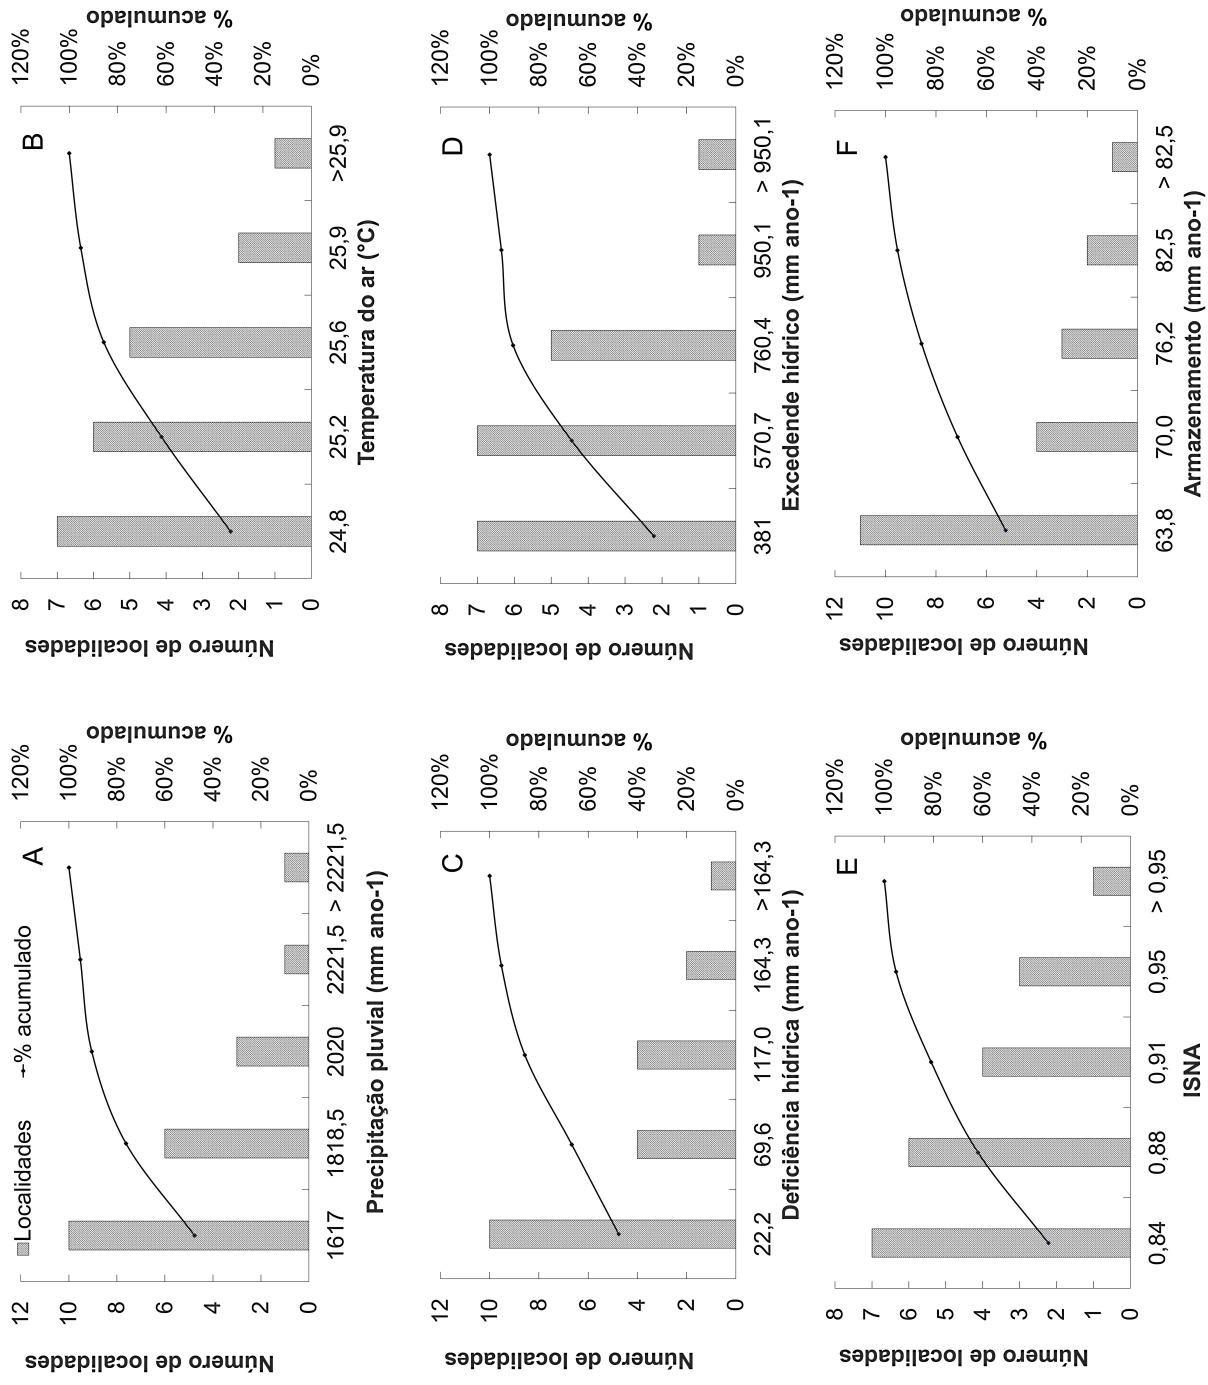 Localidades
% acumulado
A
Número de localidades
12
10
8
6
4
2
0
120%
100%
80%
60%
40%
20%
0%
% acumulado
1617 1818,5 2020 2221,5 > 2221,5
Precipitação pluvial (mm ano-1)
B
Número de localidades
8
7
6
5
4
3
2
1
0
120%
100%
80%
60%
40%
20%
0%
% acumulado
24,8 25,2 25,6 25,9 >25,9
Temperatura do ar (°C)
C
Número de localidades
12
10
8
6
4
2
0
120%
100%
80%
60%
40%
20%
0%
% acumulado
22,2 69,6 117,0 164,3 >164,3
Deficiência hídrica (mm ano-1)
D
Número de localidades
8
7
6
5
4
3
2
1
0
120%
100%
80%
60%
40%
20%
0%
% acumulado
381 570,7 760,4 950,1 > 950,1
Excedende hídrico (mm ano-1)
E
Número de localidades
8
7
6
5
4
3
2
1
0
120%
100%
80%
60%
40%
20%
0%
% acumulado
0,84 0,88 0,91 0,95 > 0,95
ISNA
F
Número de localidades
12
10
8
6
4
2
0
120%
100%
80%
60%
40%
20%
0%
% acumulado
63,8 70,0 76,2 82,5 > 82,5
Armazenamento (mm ano-1)